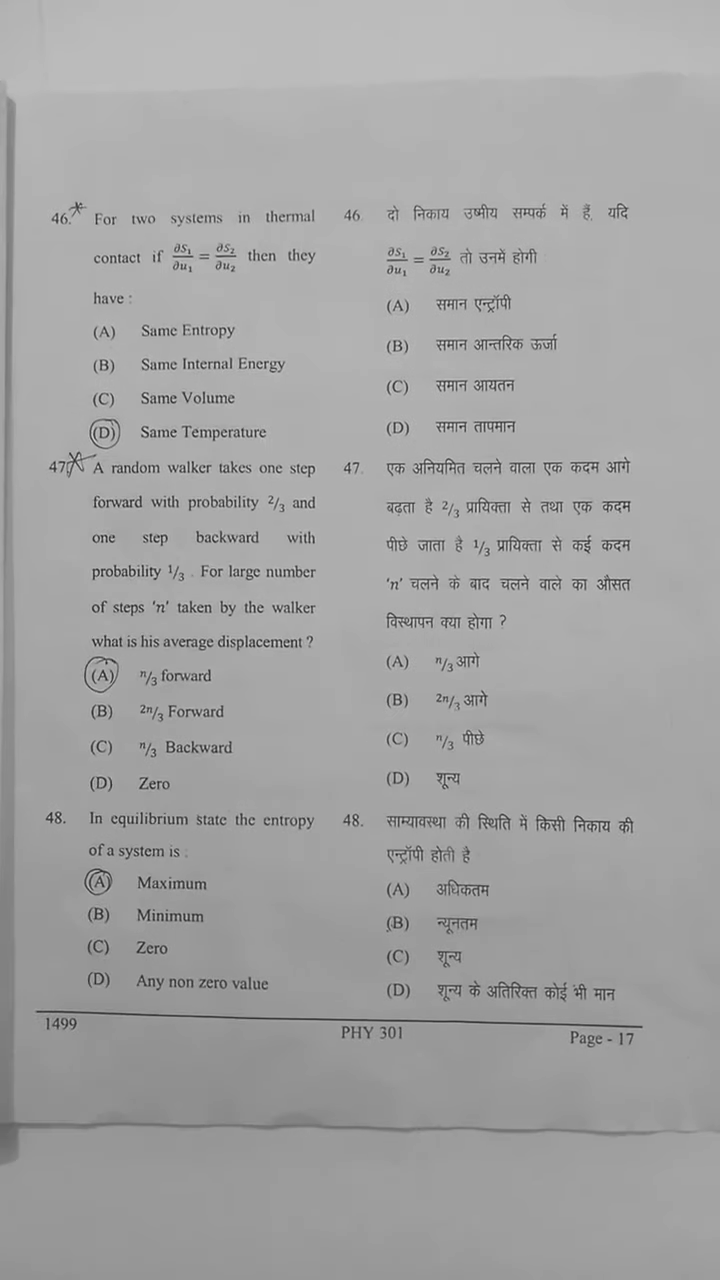 46. For two systems in thermal
contact if ∂S₁/∂u₁ = ∂S₂/∂u₂ then they
have :
(A) Same Entropy
(B) Same Internal Energy
(C) Same Volume
(D) Same Temperature
47. A random walker takes one step
forward with probability 2/3 and
one step backward with
probability 1/3 . For large number
of steps 'n' taken by the walker
what is his average displacement ?
(A) n/3 forward
(B) 2n/3 Forward
(C) n/3 Backward
(D) Zero
48. In equilibrium state the entropy
of a system is :
(A) Maximum
(B) Minimum
(C) Zero
(D) Any non zero value
46. दो निकाय उष्मीय सम्पर्क में हैं, यदि
∂S₁/∂u₁ = ∂S₂/∂u₂ तो उनमें होगी
(A) समान एन्ट्रॉपी
(B) समान आन्तरिक ऊर्जा
(C) समान आयतन
(D) समान तापमान
47. एक अनियमित चलने वाला एक कदम आगे
बढ़ता है 2/3 प्रायिक्ता से तथा एक कदम
पीछे जाता है 1/3 प्रायिक्ता से कई कदम
'n' चलने के बाद चलने वाले का औसत
विस्थापन क्या होगा ?
(A) n/3 आगे
(B) 2n/3 आगे
(C) n/3 पीछे
(D) शून्य
48. साम्यावस्था की स्थिति में किसी निकाय की
एन्ट्रॉपी होती है
(A) अधिकतम
(B) न्यूनतम
(C) शून्य
(D) शून्य के अतिरिक्त कोई भी मान
1499 PHY 301 Page - 17